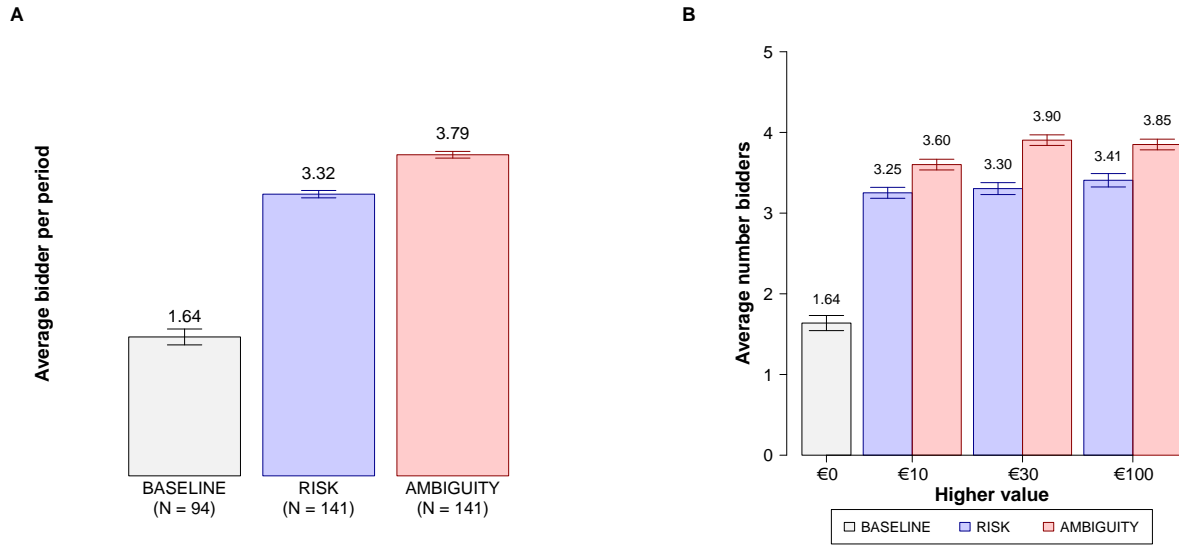 A
Average bidder per period
1.64
3.32
3.79
BASELINE
(N = 94)
RISK
(N = 141)
AMBIGUITY
(N = 141)
B
Average number bidders
5
4
3
2
1
0
1.64
3.25
3.60
3.30
3.90
3.41
3.85
€0
€10
€30
€100
Higher value
BASELINE
RISK
AMBIGUITY